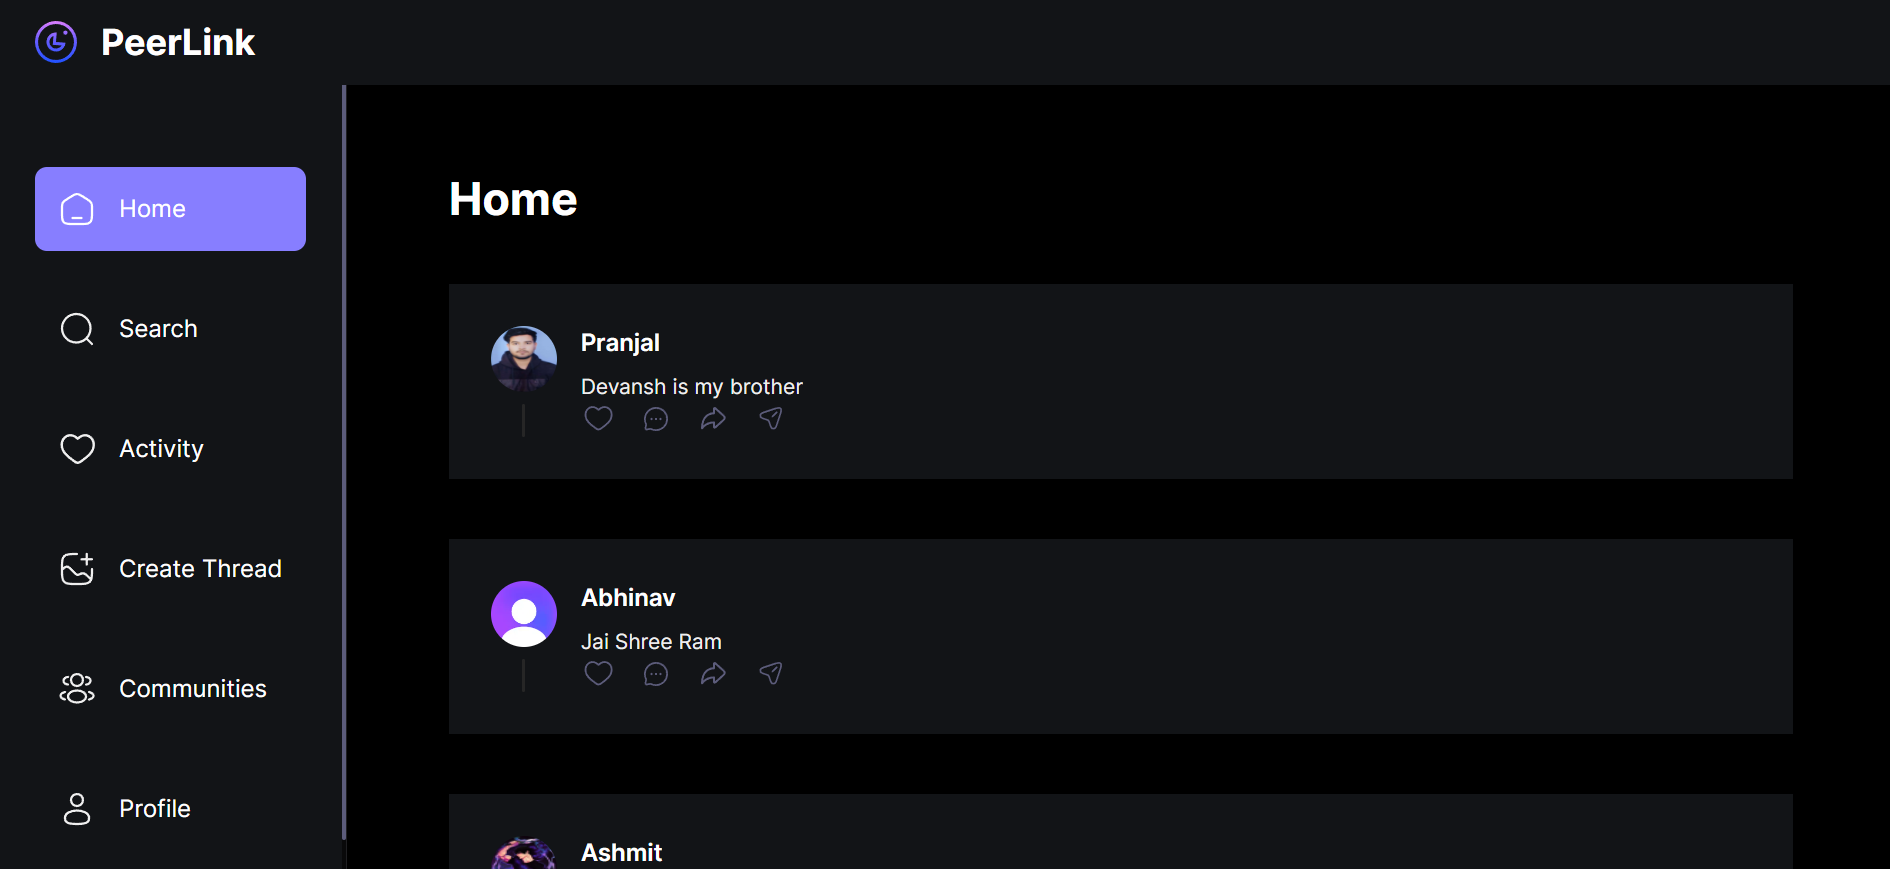 PeerLink
Home
Search
Activity
Create Thread
Communities
Profile
Home
Pranjal
Devansh is my brother
Abhinav
Jai Shree Ram
Ashmit